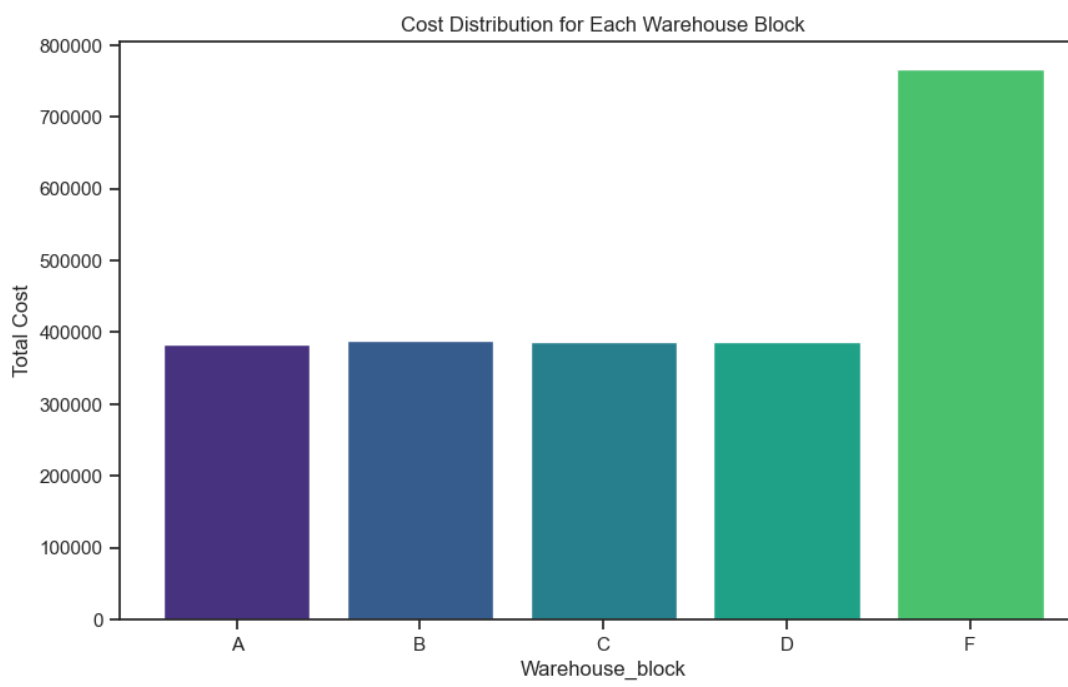 Cost Distribution for Each Warehouse Block
800000
700000
600000
500000
400000
300000
200000
100000
0
Total Cost
A B C D F
Warehouse_block